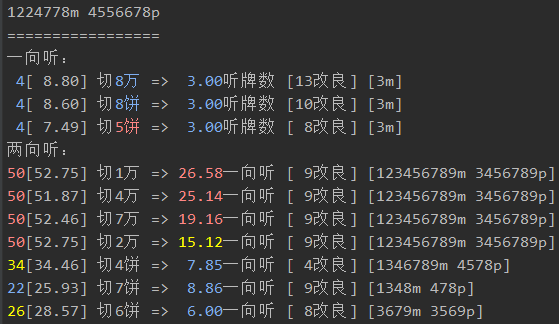 1224778m 4556678p
=================
一向听：
 4[ 8.80] 切8万 =>  3.00听牌数 [13改良] [3m]
 4[ 8.60] 切8饼 =>  3.00听牌数 [10改良] [3m]
 4[ 7.49] 切5饼 =>  3.00听牌数 [ 8改良] [3m]
两向听：
50[52.75] 切1万 => 26.58一向听 [ 9改良] [123456789m 3456789p]
50[51.87] 切4万 => 25.14一向听 [ 9改良] [123456789m 3456789p]
50[52.46] 切7万 => 19.16一向听 [ 9改良] [123456789m 3456789p]
50[52.75] 切2万 => 15.12一向听 [ 9改良] [123456789m 3456789p]
34[34.46] 切4饼 =>  7.85一向听 [ 4改良] [1346789m 4578p]
22[25.93] 切7饼 =>  8.86一向听 [ 9改良] [1348m 478p]
26[28.57] 切6饼 =>  6.00一向听 [ 8改良] [3679m 3569p]